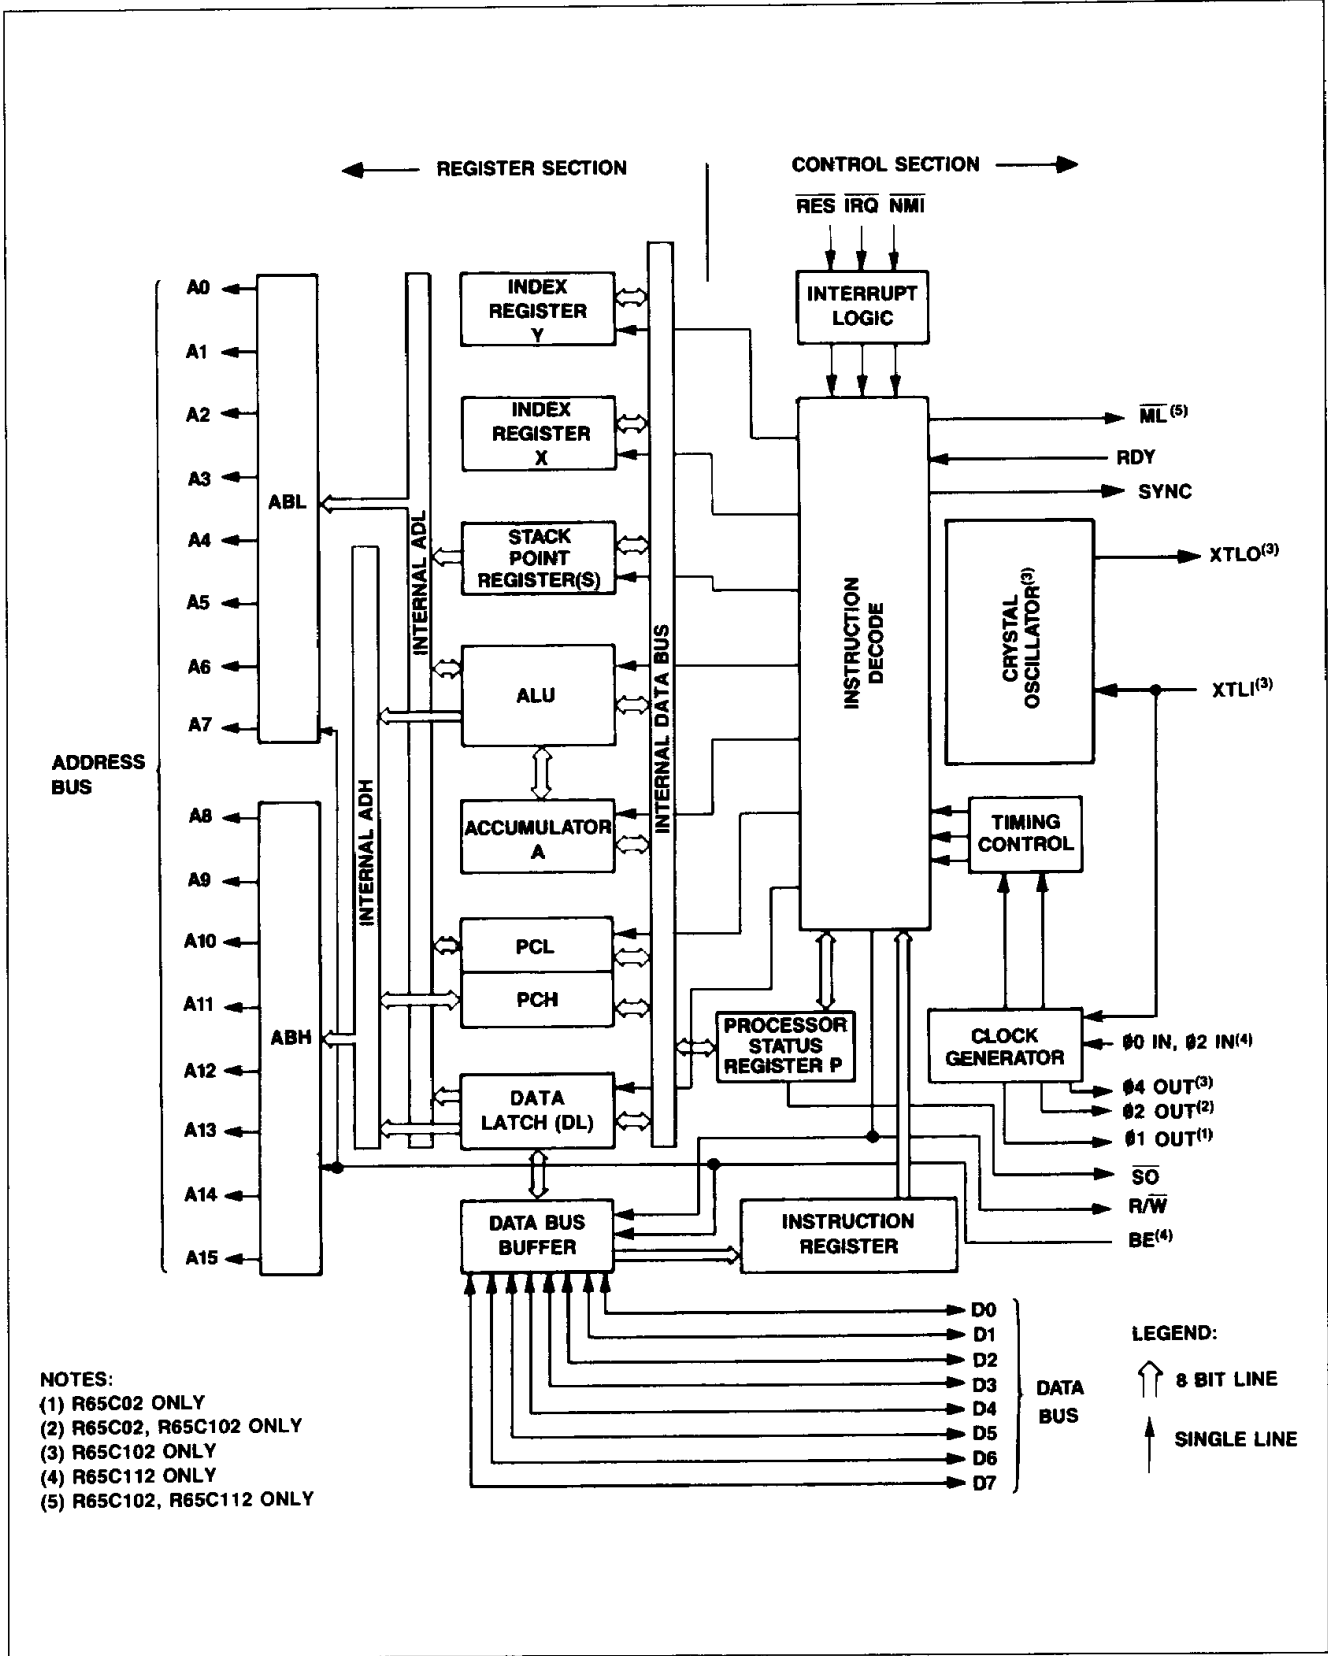 REGISTER SECTION
CONTROL SECTION
RES IRQ NMI
INTERRUPT
LOGIC
A0
A1
A2
A3
A4
A5
A6
A7
ADDRESS
BUS
A8
A9
A10
A11
A12
A13
A14
A15
ABL
ABH
INTERNAL ADH
INTERNAL ADL
INDEX
REGISTER
Y
INDEX
REGISTER
X
STACK
POINT
REGISTER(S)
ALU
ACCUMULATOR
A
PCL
PCH
DATA
LATCH (DL)
DATA BUS
BUFFER
INTERNAL DATA BUS
INSTRUCTION
DECODE
PROCESSOR
STATUS
REGISTER P
INSTRUCTION
REGISTER
CRYSTAL
OSCILLATOR(3)
TIMING
CONTROL
CLOCK
GENERATOR
ML(5)
RDY
SYNC
XTLO(3)
XTLI(3)
Ø0 IN, Ø2 IN(4)
Ø4 OUT(3)
Ø2 OUT(2)
Ø1 OUT(1)
SO
R/W
BE(4)
D0
D1
D2
D3
D4
D5
D6
D7
DATA
BUS
LEGEND:
8 BIT LINE
SINGLE LINE
NOTES:
(1) R65C02 ONLY
(2) R65C02, R65C102 ONLY
(3) R65C102 ONLY
(4) R65C112 ONLY
(5) R65C102, R65C112 ONLY